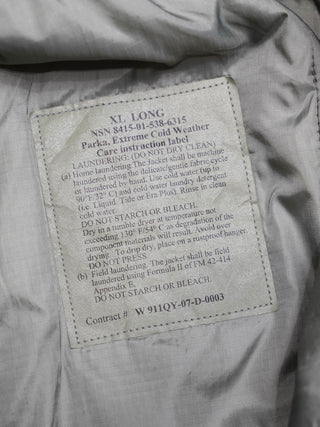 XL LONG
NSN 8415-01-538-6315
Parka, Extreme Cold Weather
Care instruction label
LAUNDERING: (DO NOT DRY CLEAN)
(a) Home laundering The Jacket shall be machine
laundered using the delicate/gentle fabric cycle
or laundered by hand. Use cold water (up to
90°F/32° C) and cold water laundry detergent
(i.e. Liquid. Tide or Era Plus). Rinse in clean
cold water.
DO NOT STARCH OR BLEACH.
Dry in a tumble dryer at temperature not
exceeding 130° F/54° C as degradation of the
component materials will result. Avoid over
drying. To drip dry, place on a rustproof hanger.
DO NOT PRESS
(b) Field laundering. The jacket shall be field
laundered using Formula II of FM 42-414
Appendix E,
DO NOT STARCH OR BLEACH.
Contract # W 911QY-07-D-0003